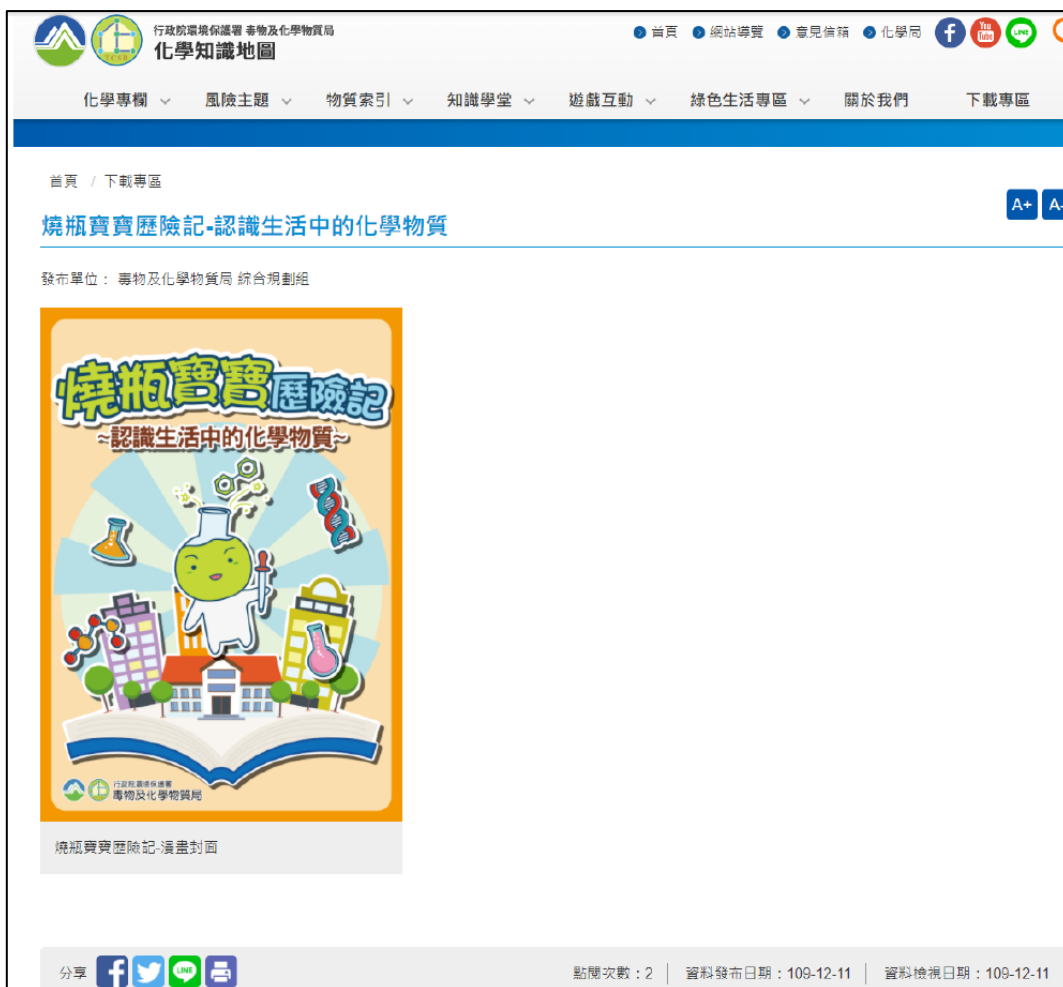 行政院環境保護署 毒物及化學物質局
化學知識地圖
首頁 網站導覽 意見信箱 化學局
You Tube
LINE
化學專欄 風險主題 物質索引 知識學堂 遊戲互動 綠色生活專區 關於我們 下載專區
首頁 / 下載專區
A+ A-
燒瓶寶寶歷險記-認識生活中的化學物質
發布單位： 毒物及化學物質局 綜合規劃組
燒瓶寶寶歷險記
~認識生活中的化學物質~
行政院環境保護署
毒物及化學物質局
燒瓶寶寶歷險記-漫畫封面
分享 LINE 點閱次數：2 資料發布日期：109-12-11 資料檢視日期：109-12-11